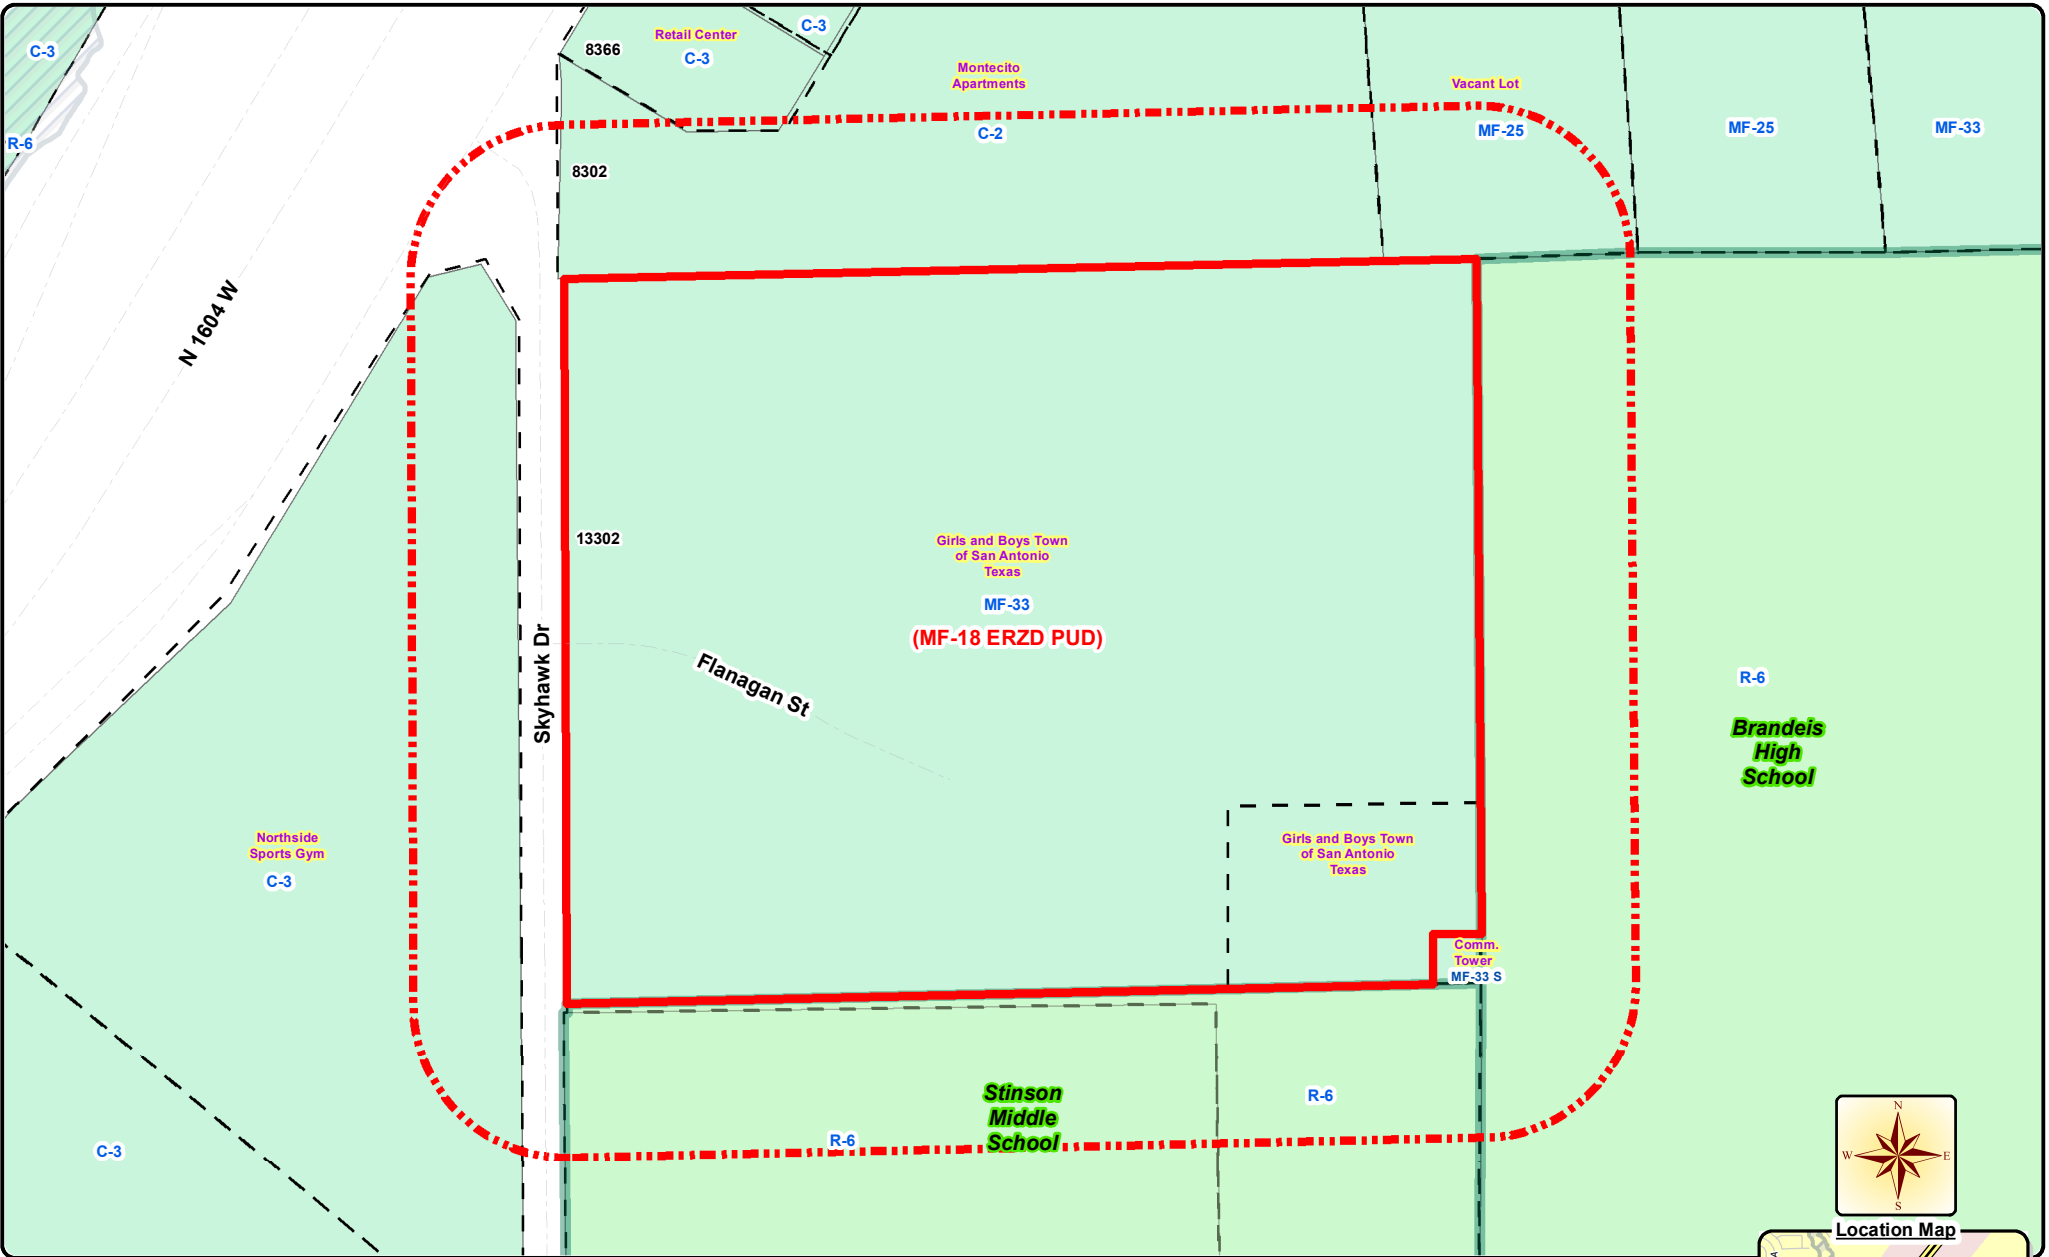 C-3
Retail Center
C-3
8366
C-3
Montecito
Apartments
Vacant Lot
R-6
C-2
MF-25
MF-25
MF-33
8302
N 1604 W
13302
Girls and Boys Town
of San Antonio
Texas
MF-33
(MF-18 ERZD PUD)
Skyhawk Dr
Flanagan St
R-6
Brandeis
High
School
Northside
Sports Gym
C-3
Girls and Boys Town
of San Antonio
Texas
Comm.
Tower
MF-33 S
Stinson
Middle
School
R-6
R-6
C-3
N
W
E
S
Location Map
A